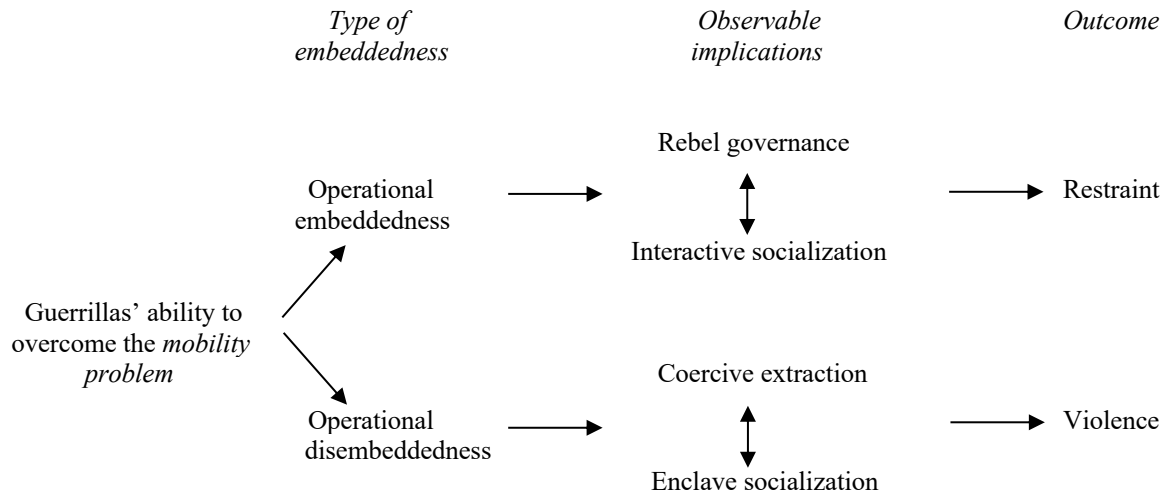 Type of
embeddedness
Observable
implications
Outcome
Rebel governance
Operational
embeddedness
Restraint
Interactive socialization
Guerrillas’ ability to
overcome the mobility
problem
Coercive extraction
Operational
disembeddedness
Violence
Enclave socialization